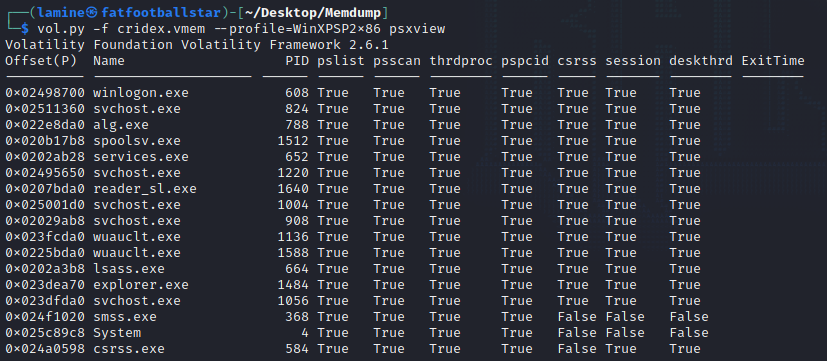 ┌──(lamine㉿fatfootballstar)-[~/Desktop/Memdump]
└─$ vol.py -f cridex.vmem --profile=WinXPSP2×86 psxview
Volatility Foundation Volatility Framework 2.6.1
Offset(P) Name PID pslist psscan thrdproc pspcid csrss session deskthrd ExitTime
0×02498700 winlogon.exe 608 True True True True True True True
0×02511360 svchost.exe 824 True True True True True True True
0×022e8da0 alg.exe 788 True True True True True True True
0×020b17b8 spoolsv.exe 1512 True True True True True True True
0×0202ab28 services.exe 652 True True True True True True True
0×02495650 svchost.exe 1220 True True True True True True True
0×0207bda0 reader_sl.exe 1640 True True True True True True True
0×025001d0 svchost.exe 1004 True True True True True True True
0×02029ab8 svchost.exe 908 True True True True True True True
0×023fcda0 wuauclt.exe 1136 True True True True True True True
0×0225bda0 wuauclt.exe 1588 True True True True True True True
0×0202a3b8 lsass.exe 664 True True True True True True True
0×023dea70 explorer.exe 1484 True True True True True True True
0×023dfda0 svchost.exe 1056 True True True True True True True
0×024f1020 smss.exe 368 True True True True False False False
0×025c89c8 System 4 True True True True False False False
0×024a0598 csrss.exe 584 True True True True False True True